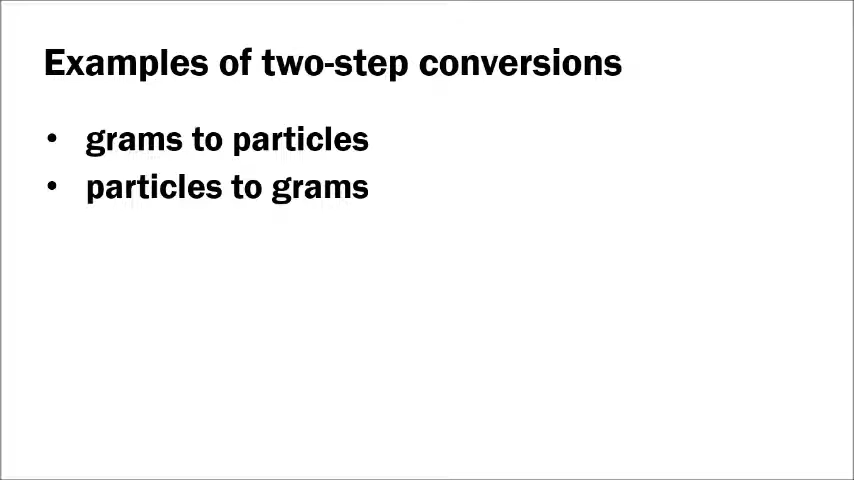 Examples of two-step conversions
• grams to particles
• particles to grams